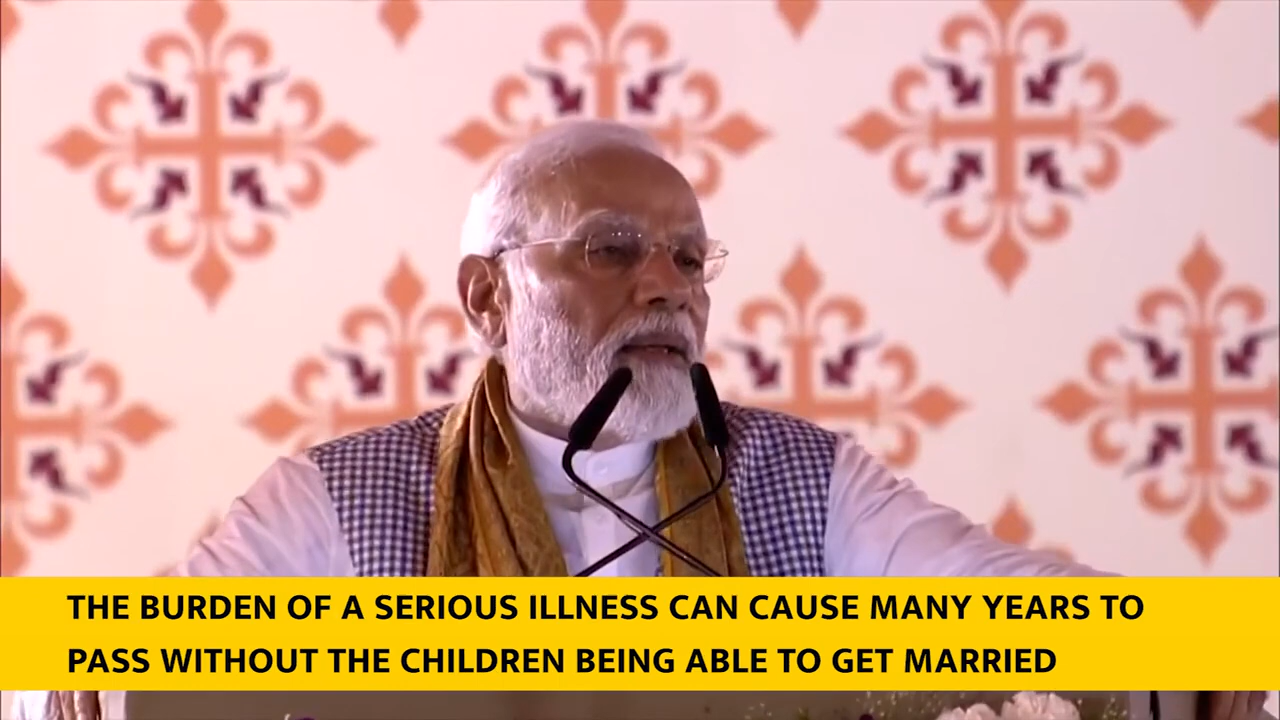 THE BURDEN OF A SERIOUS ILLNESS CAN CAUSE MANY YEARS TO
PASS WITHOUT THE CHILDREN BEING ABLE TO GET MARRIED